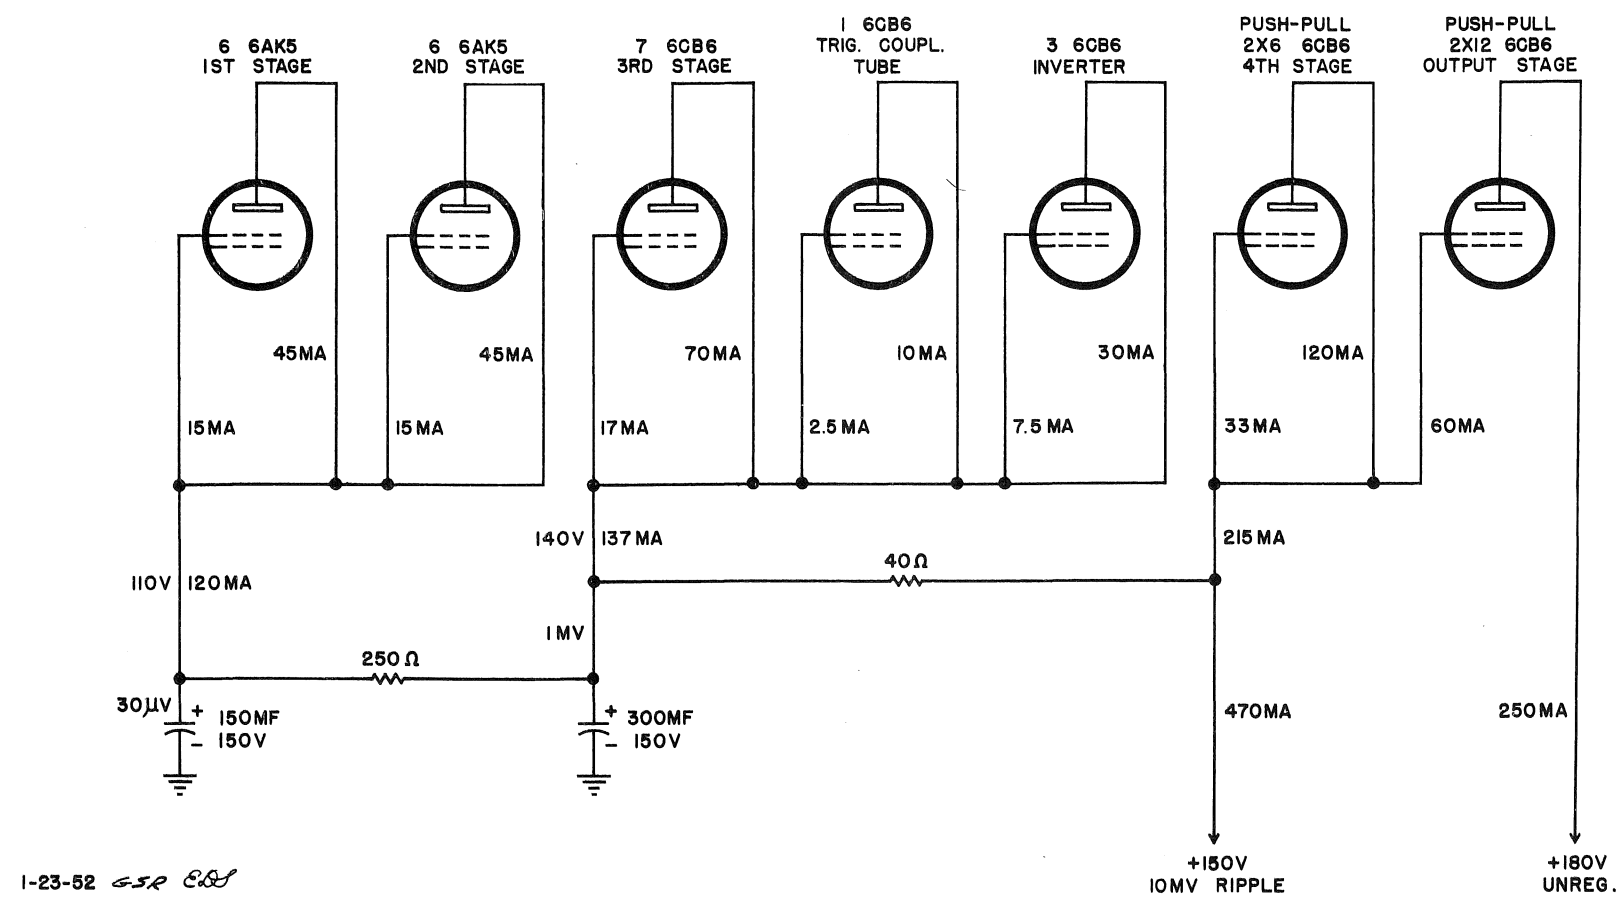 6 6AK5
1ST STAGE
6 6AK5
2ND STAGE
7 6CB6
3RD STAGE
1 6CB6
TRIG. COUPL.
TUBE
3 6CB6
INVERTER
PUSH-PULL
2X6 6CB6
4TH STAGE
PUSH-PULL
2X12 6CB6
OUTPUT STAGE
45MA
45MA
70MA
10MA
30MA
120MA
15MA
15MA
17MA
2.5MA
7.5MA
33MA
60MA
140V
137MA
215MA
40Ω
110V
120MA
1MV
250Ω
30μV
+
150MF
− 150V
+
300MF
− 150V
470MA
250MA
+150V
10MV RIPPLE
+180V
UNREG.
1-23-52 GSR EDS